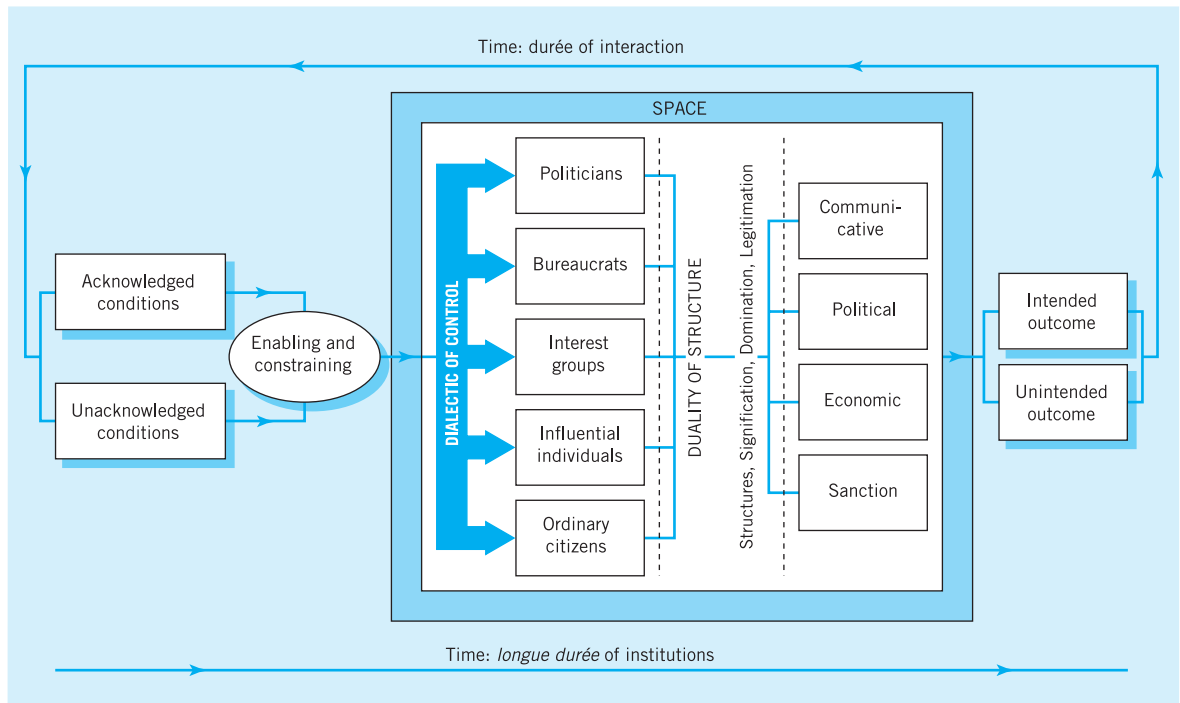 Time: durée of interaction
SPACE
Acknowledged
conditions
Unacknowledged
conditions
Enabling and
constraining
DIALECTIC OF CONTROL
Politicians
Bureaucrats
Interest
groups
Influential
individuals
Ordinary
citizens
DUALITY OF STRUCTURE
Structures, Signification, Domination, Legitimation
Communi-
cative
Political
Economic
Sanction
Intended
outcome
Unintended
outcome
Time: longue durée of institutions